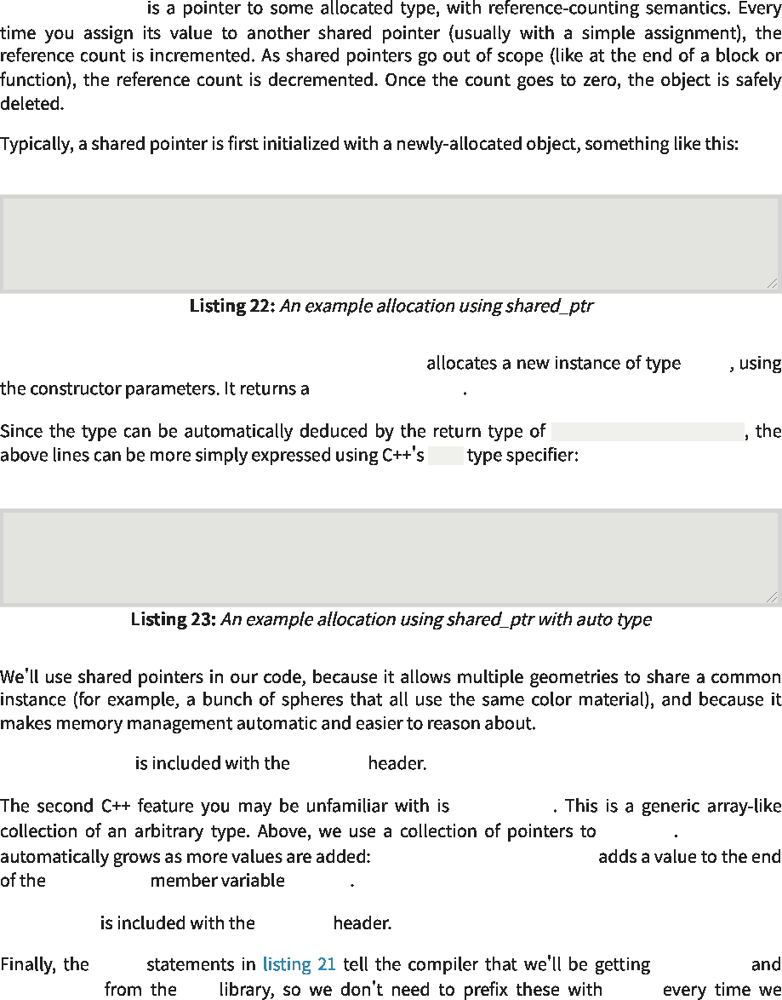 is a pointer to some allocated type, with reference-counting semantics. Every
time you assign its value to another shared pointer (usually with a simple assignment), the
reference count is incremented. As shared pointers go out of scope (like at the end of a block or
function), the reference count is decremented. Once the count goes to zero, the object is safely
deleted.
Typically, a shared pointer is first initialized with a newly-allocated object, something like this:
Listing 22: An example allocation using shared_ptr
allocates a new instance of type , using
the constructor parameters. It returns a .
Since the type can be automatically deduced by the return type of , the
above lines can be more simply expressed using C++'s type specifier:
Listing 23: An example allocation using shared_ptr with auto type
We'll use shared pointers in our code, because it allows multiple geometries to share a common
instance (for example, a bunch of spheres that all use the same color material), and because it
makes memory management automatic and easier to reason about.
is included with the header.
The second C++ feature you may be unfamiliar with is . This is a generic array-like
collection of an arbitrary type. Above, we use a collection of pointers to .
automatically grows as more values are added: adds a value to the end
of the member variable .
is included with the header.
Finally, the statements in listing 21 tell the compiler that we'll be getting and
from the library, so we don't need to prefix these with every time we